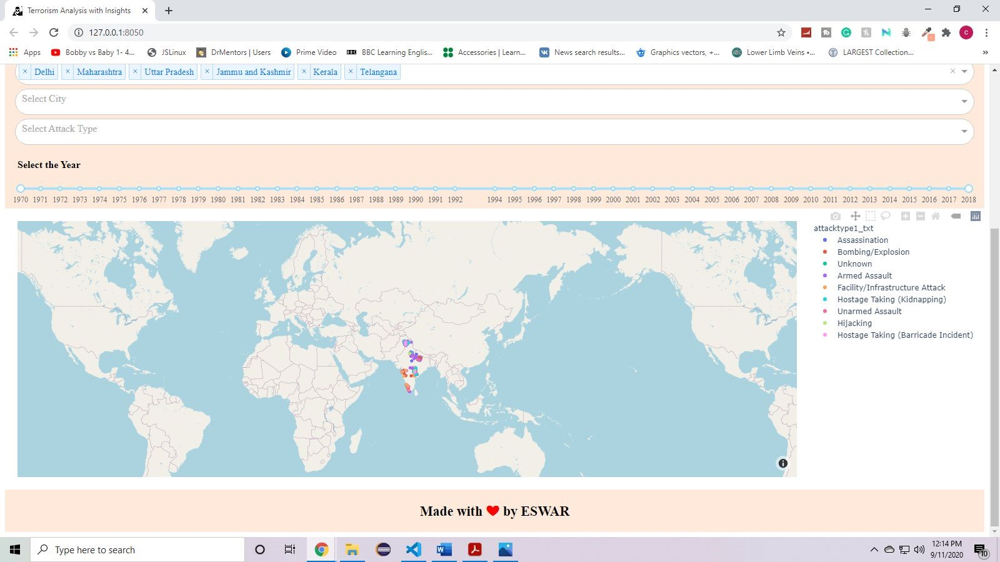 Terrorism Analysis with Insights
127.0.0.1:8050
Apps Bobby vs Baby 1- 4... JSLinux DrMentors | Users Prime Video BBC BBC Learning Englis... Accessories | Learn... News search results... Graphics vectors, +... Lower Limb Veins •... LARGEST Collection...
× Delhi × Maharashtra × Uttar Pradesh × Jammu and Kashmir × Kerala × Telangana
Select City
Select Attack Type
Select the Year
1970 1971 1972 1973 1974 1975 1976 1977 1978 1979 1980 1981 1982 1983 1984 1985 1986 1987 1988 1989 1990 1991 1992 1994 1995 1996 1997 1998 1999 2000 2001 2002 2003 2004 2005 2006 2007 2008 2009 2010 2011 2012 2013 2014 2015 2016 2017 2018
attacktype1_txt
Assassination
Bombing/Explosion
Unknown
Armed Assault
Facility/Infrastructure Attack
Hostage Taking (Kidnapping)
Unarmed Assault
Hijacking
Hostage Taking (Barricade Incident)
Made with ❤ by ESWAR
Type here to search
12:14 PM
9/11/2020
10